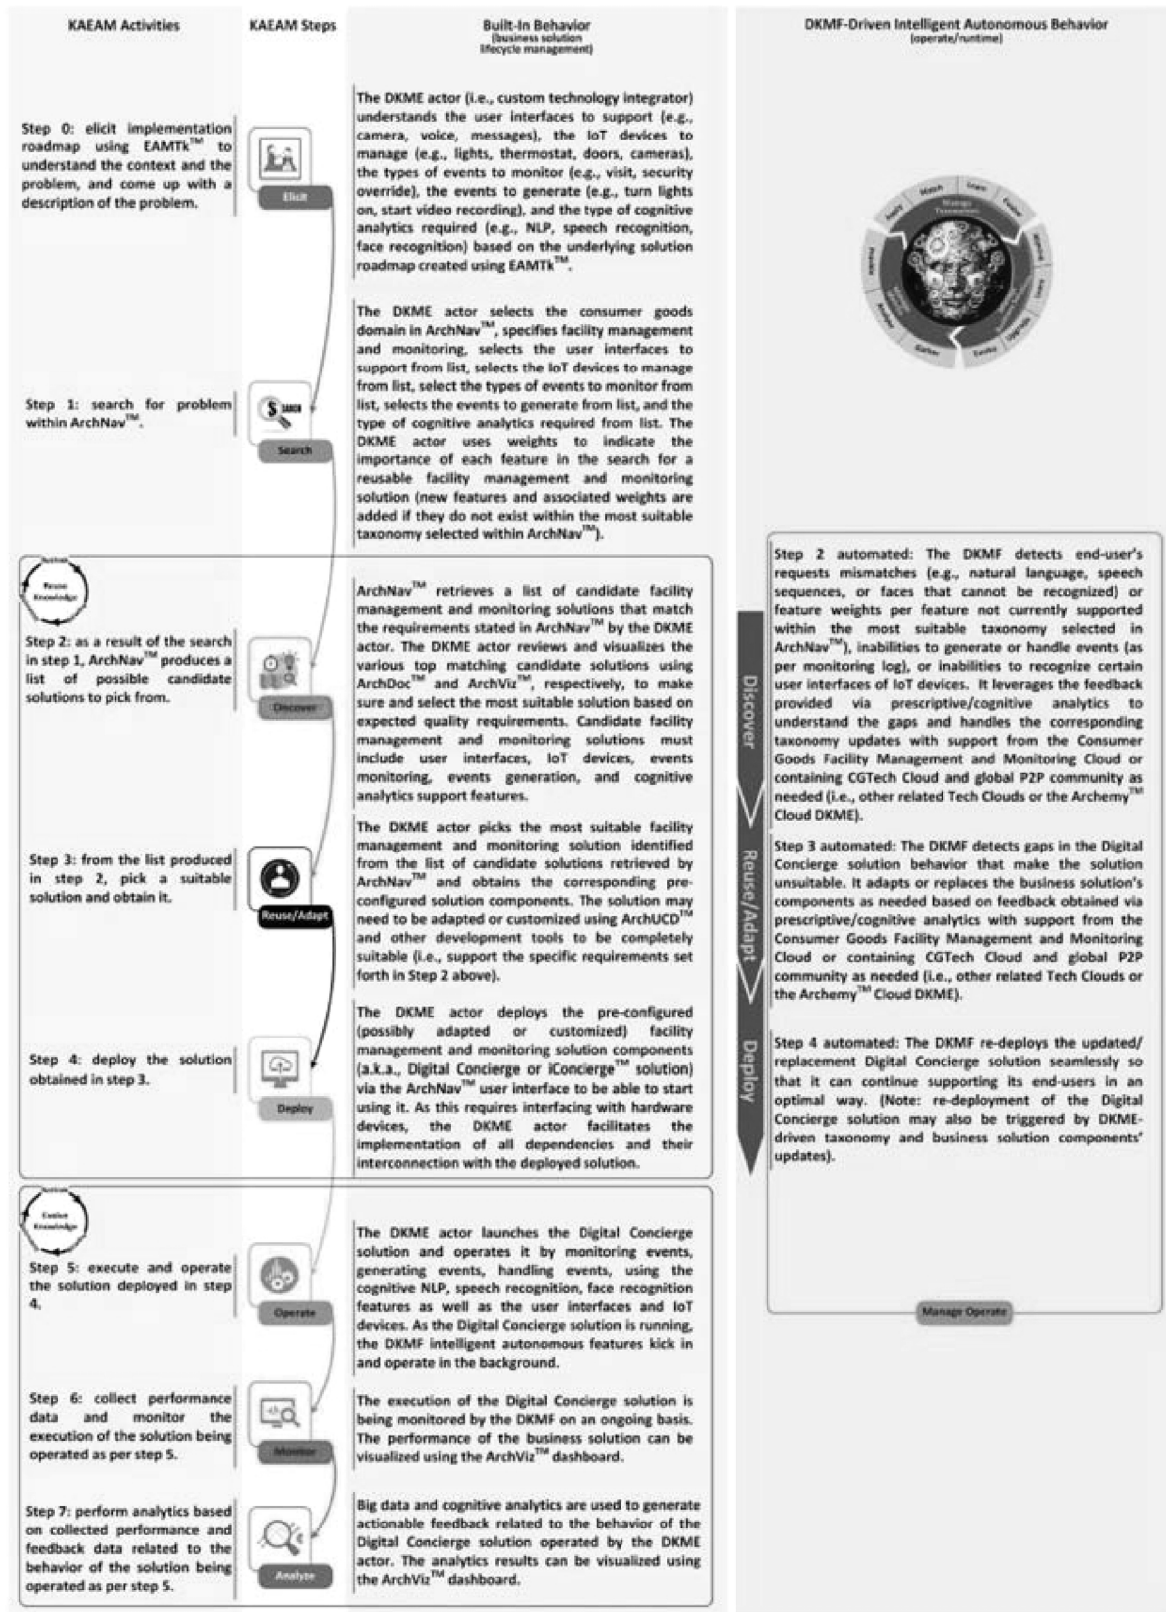 KAEAM Activities
KAEAM Steps
Built-In Behavior
(business solution
lifecycle management)
DKMF-Driven Intelligent Autonomous Behavior
(operate/runtime)
Step 0: elicit implementation
roadmap using EAMTk™ to
understand the context and the
problem, and come up with a
description of the problem.
Elicit
The DKME actor (i.e., custom technology integrator)
understands the user interfaces to support (e.g.,
camera, voice, messages), the IoT devices to
manage (e.g., lights, thermostat, doors, cameras),
the types of events to monitor (e.g., visit, security
override), the events to generate (e.g., turn lights
on, start video recording), and the type of cognitive
analytics required (e.g., NLP, speech recognition,
face recognition) based on the underlying solution
roadmap created using EAMTk™.
Step 1: search for problem
within ArchNav™.
SEARCH
Search
The DKME actor selects the consumer goods
domain in ArchNav™, specifies facility management
and monitoring, selects the user interfaces to
support from list, selects the IoT devices to manage
from list, select the types of events to monitor from
list, selects the events to generate from list, and the
type of cognitive analytics required from list. The
DKME actor uses weights to indicate the
importance of each feature in the search for a
reusable facility management and monitoring
solution (new features and associated weights are
added if they do not exist within the most suitable
taxonomy selected within ArchNav™).
Reuse
Knowledge
Step 2: as a result of the search
in step 1, ArchNav™ produces a
list of possible candidate
solutions to pick from.
Discover
ArchNav™ retrieves a list of candidate facility
management and monitoring solutions that match
the requirements stated in ArchNav™ by the DKME
actor. The DKME actor reviews and visualizes the
various top matching candidate solutions using
ArchDoc™ and ArchViz™, respectively, to make
sure and select the most suitable solution based on
expected quality requirements. Candidate facility
management and monitoring solutions must
include user interfaces, IoT devices, events
monitoring, events generation, and cognitive
analytics support features.
Step 3: from the list produced
in step 2, pick a suitable
solution and obtain it.
Reuse/Adapt
The DKME actor picks the most suitable facility
management and monitoring solution identified
from the list of candidate solutions retrieved by
ArchNav™ and obtains the corresponding pre-
configured solution components. The solution may
need to be adapted or customized using ArchUCD™
and other development tools to be completely
suitable (i.e., support the specific requirements set
forth in Step 2 above).
Step 4: deploy the solution
obtained in step 3.
Deploy
The DKME actor deploys the pre-configured
(possibly adapted or customized) facility
management and monitoring solution components
(a.k.a., Digital Concierge or iConcierge™ solution)
via the ArchNav™ user interface to be able to start
using it. As this requires interfacing with hardware
devices, the DKME actor facilitates the
implementation of all dependencies and their
interconnection with the deployed solution.
Evolve
Knowledge
Step 5: execute and operate
the solution deployed in step
4.
Operate
The DKME actor launches the Digital Concierge
solution and operates it by monitoring events,
generating events, handling events, using the
cognitive NLP, speech recognition, face recognition
features as well as the user interfaces and IoT
devices. As the Digital Concierge solution is running,
the DKMF intelligent autonomous features kick in
and operate in the background.
Step 6: collect performance
data and monitor the
execution of the solution being
operated as per step 5.
Monitor
The execution of the Digital Concierge solution is
being monitored by the DKMF on an ongoing basis.
The performance of the business solution can be
visualized using the ArchViz™ dashboard.
Step 7: perform analytics based
on collected performance and
feedback data related to the
behavior of the solution being
operated as per step 5.
Analyze
Big data and cognitive analytics are used to generate
actionable feedback related to the behavior of the
Digital Concierge solution operated by the DKME
actor. The analytics results can be visualized using
the ArchViz™ dashboard.
Apply
Match
Learn
Gather
Evolve
Upgrade
Discover
Reuse/Adapt
Deploy
Step 2 automated: The DKMF detects end-user's
requests mismatches (e.g., natural language, speech
sequences, or faces that cannot be recognized) or
feature weights per feature not currently supported
within the most suitable taxonomy selected in
ArchNav™), inabilities to generate or handle events (as
per monitoring log), or inabilities to recognize certain
user interfaces of IoT devices. It leverages the feedback
provided via prescriptive/cognitive analytics to
understand the gaps and handles the corresponding
taxonomy updates with support from the Consumer
Goods Facility Management and Monitoring Cloud or
containing CGTech Cloud and global P2P community as
needed (i.e., other related Tech Clouds or the Archemy™
Cloud DKME).
Step 3 automated: The DKMF detects gaps in the Digital
Concierge solution behavior that make the solution
unsuitable. It adapts or replaces the business solution's
components as needed based on feedback obtained via
prescriptive/cognitive analytics with support from the
Consumer Goods Facility Management and Monitoring
Cloud or containing CGTech Cloud and global P2P
community as needed (i.e., other related Tech Clouds or
the Archemy™ Cloud DKME).
Step 4 automated: The DKMF re-deploys the updated/
replacement Digital Concierge solution seamlessly so
that it can continue supporting its end-users in an
optimal way. (Note: re-deployment of the Digital
Concierge solution may also be triggered by DKME-
driven taxonomy and business solution components'
updates).
Manage Operate